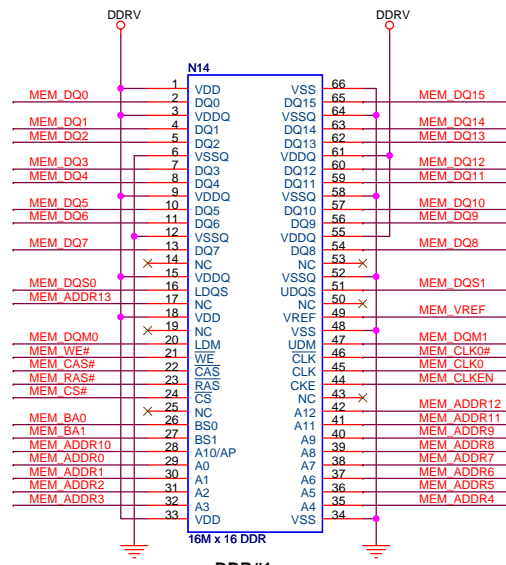 DDRV DDRV
N14
1 VDD VSS 66
MEM_DQ0 2 DQ0 DQ15 65 MEM_DQ15
3 VDDQ VSSQ 64
MEM_DQ1 4 DQ1 DQ14 63 MEM_DQ14
MEM_DQ2 5 DQ2 DQ13 62 MEM_DQ13
6 VSSQ VDDQ 61
MEM_DQ3 7 DQ3 DQ12 60 MEM_DQ12
MEM_DQ4 8 DQ4 DQ11 59 MEM_DQ11
9 VDDQ VSSQ 58
MEM_DQ5 10 DQ5 DQ10 57 MEM_DQ10
MEM_DQ6 11 DQ6 DQ9 56 MEM_DQ9
12 VSSQ VDDQ 55
MEM_DQ7 13 DQ7 DQ8 54 MEM_DQ8
14 NC NC 53
15 VDDQ VSSQ 52
MEM_DQS0 16 LDQS UDQS 51 MEM_DQS1
MEM_ADDR13 17 NC NC 50
18 VDD VREF 49 MEM_VREF
19 NC VSS 48
MEM_DQM0 20 LDM UDM 47 MEM_DQM1
MEM_WE# 21 WE CLK 46 MEM_CLK0#
MEM_CAS# 22 CAS CLK 45 MEM_CLK0
MEM_RAS# 23 RAS CKE 44 MEM_CLKEN
MEM_CS# 24 CS NC 43
25 NC A12 42 MEM_ADDR12
MEM_BA0 26 BS0 A11 41 MEM_ADDR11
MEM_BA1 27 BS1 A9 40 MEM_ADDR9
MEM_ADDR10 28 A10/AP A8 39 MEM_ADDR8
MEM_ADDR0 29 A0 A7 38 MEM_ADDR7
MEM_ADDR1 30 A1 A6 37 MEM_ADDR6
MEM_ADDR2 31 A2 A5 36 MEM_ADDR5
MEM_ADDR3 32 A3 A4 35 MEM_ADDR4
33 VDD VSS 34
16M x 16 DDR